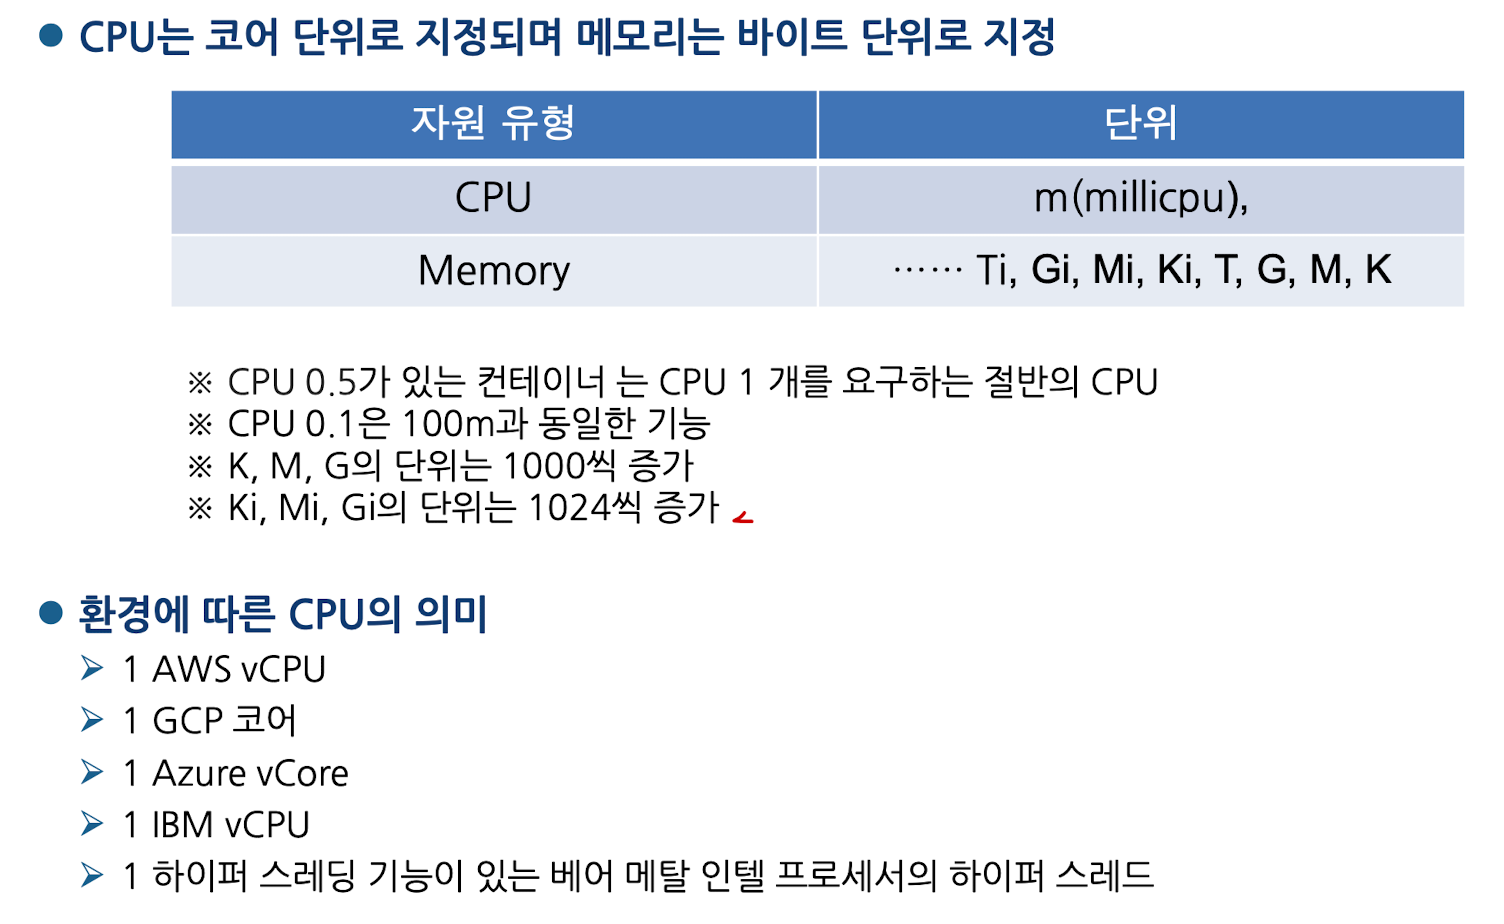 ● CPU는 코어 단위로 지정되며 메모리는 바이트 단위로 지정
자원 유형 단위
CPU m(millicpu),
Memory …… Ti, Gi, Mi, Ki, T, G, M, K
※ CPU 0.5가 있는 컨테이너 는 CPU 1 개를 요구하는 절반의 CPU
※ CPU 0.1은 100m과 동일한 기능
※ K, M, G의 단위는 1000씩 증가
※ Ki, Mi, Gi의 단위는 1024씩 증가
● 환경에 따른 CPU의 의미
➢ 1 AWS vCPU
➢ 1 GCP 코어
➢ 1 Azure vCore
➢ 1 IBM vCPU
➢ 1 하이퍼 스레딩 기능이 있는 베어 메탈 인텔 프로세서의 하이퍼 스레드